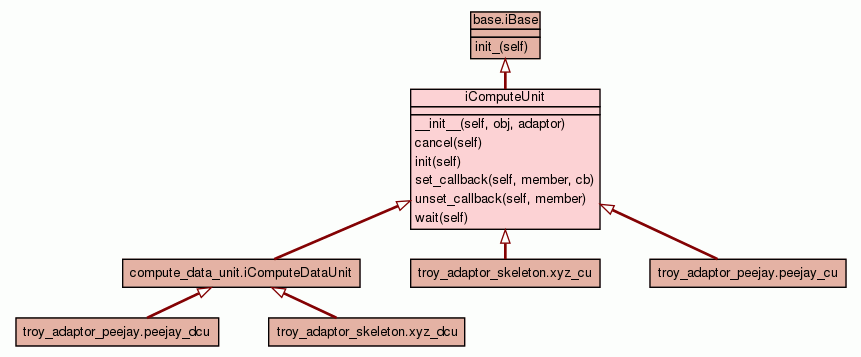 base.iBase
init_(self)
iComputeUnit
__init__(self, obj, adaptor)
cancel(self)
init(self)
set_callback(self, member, cb)
unset_callback(self, member)
wait(self)
compute_data_unit.iComputeDataUnit
troy_adaptor_skeleton.xyz_cu
troy_adaptor_peejay.peejay_cu
troy_adaptor_peejay.peejay_dcu
troy_adaptor_skeleton.xyz_dcu